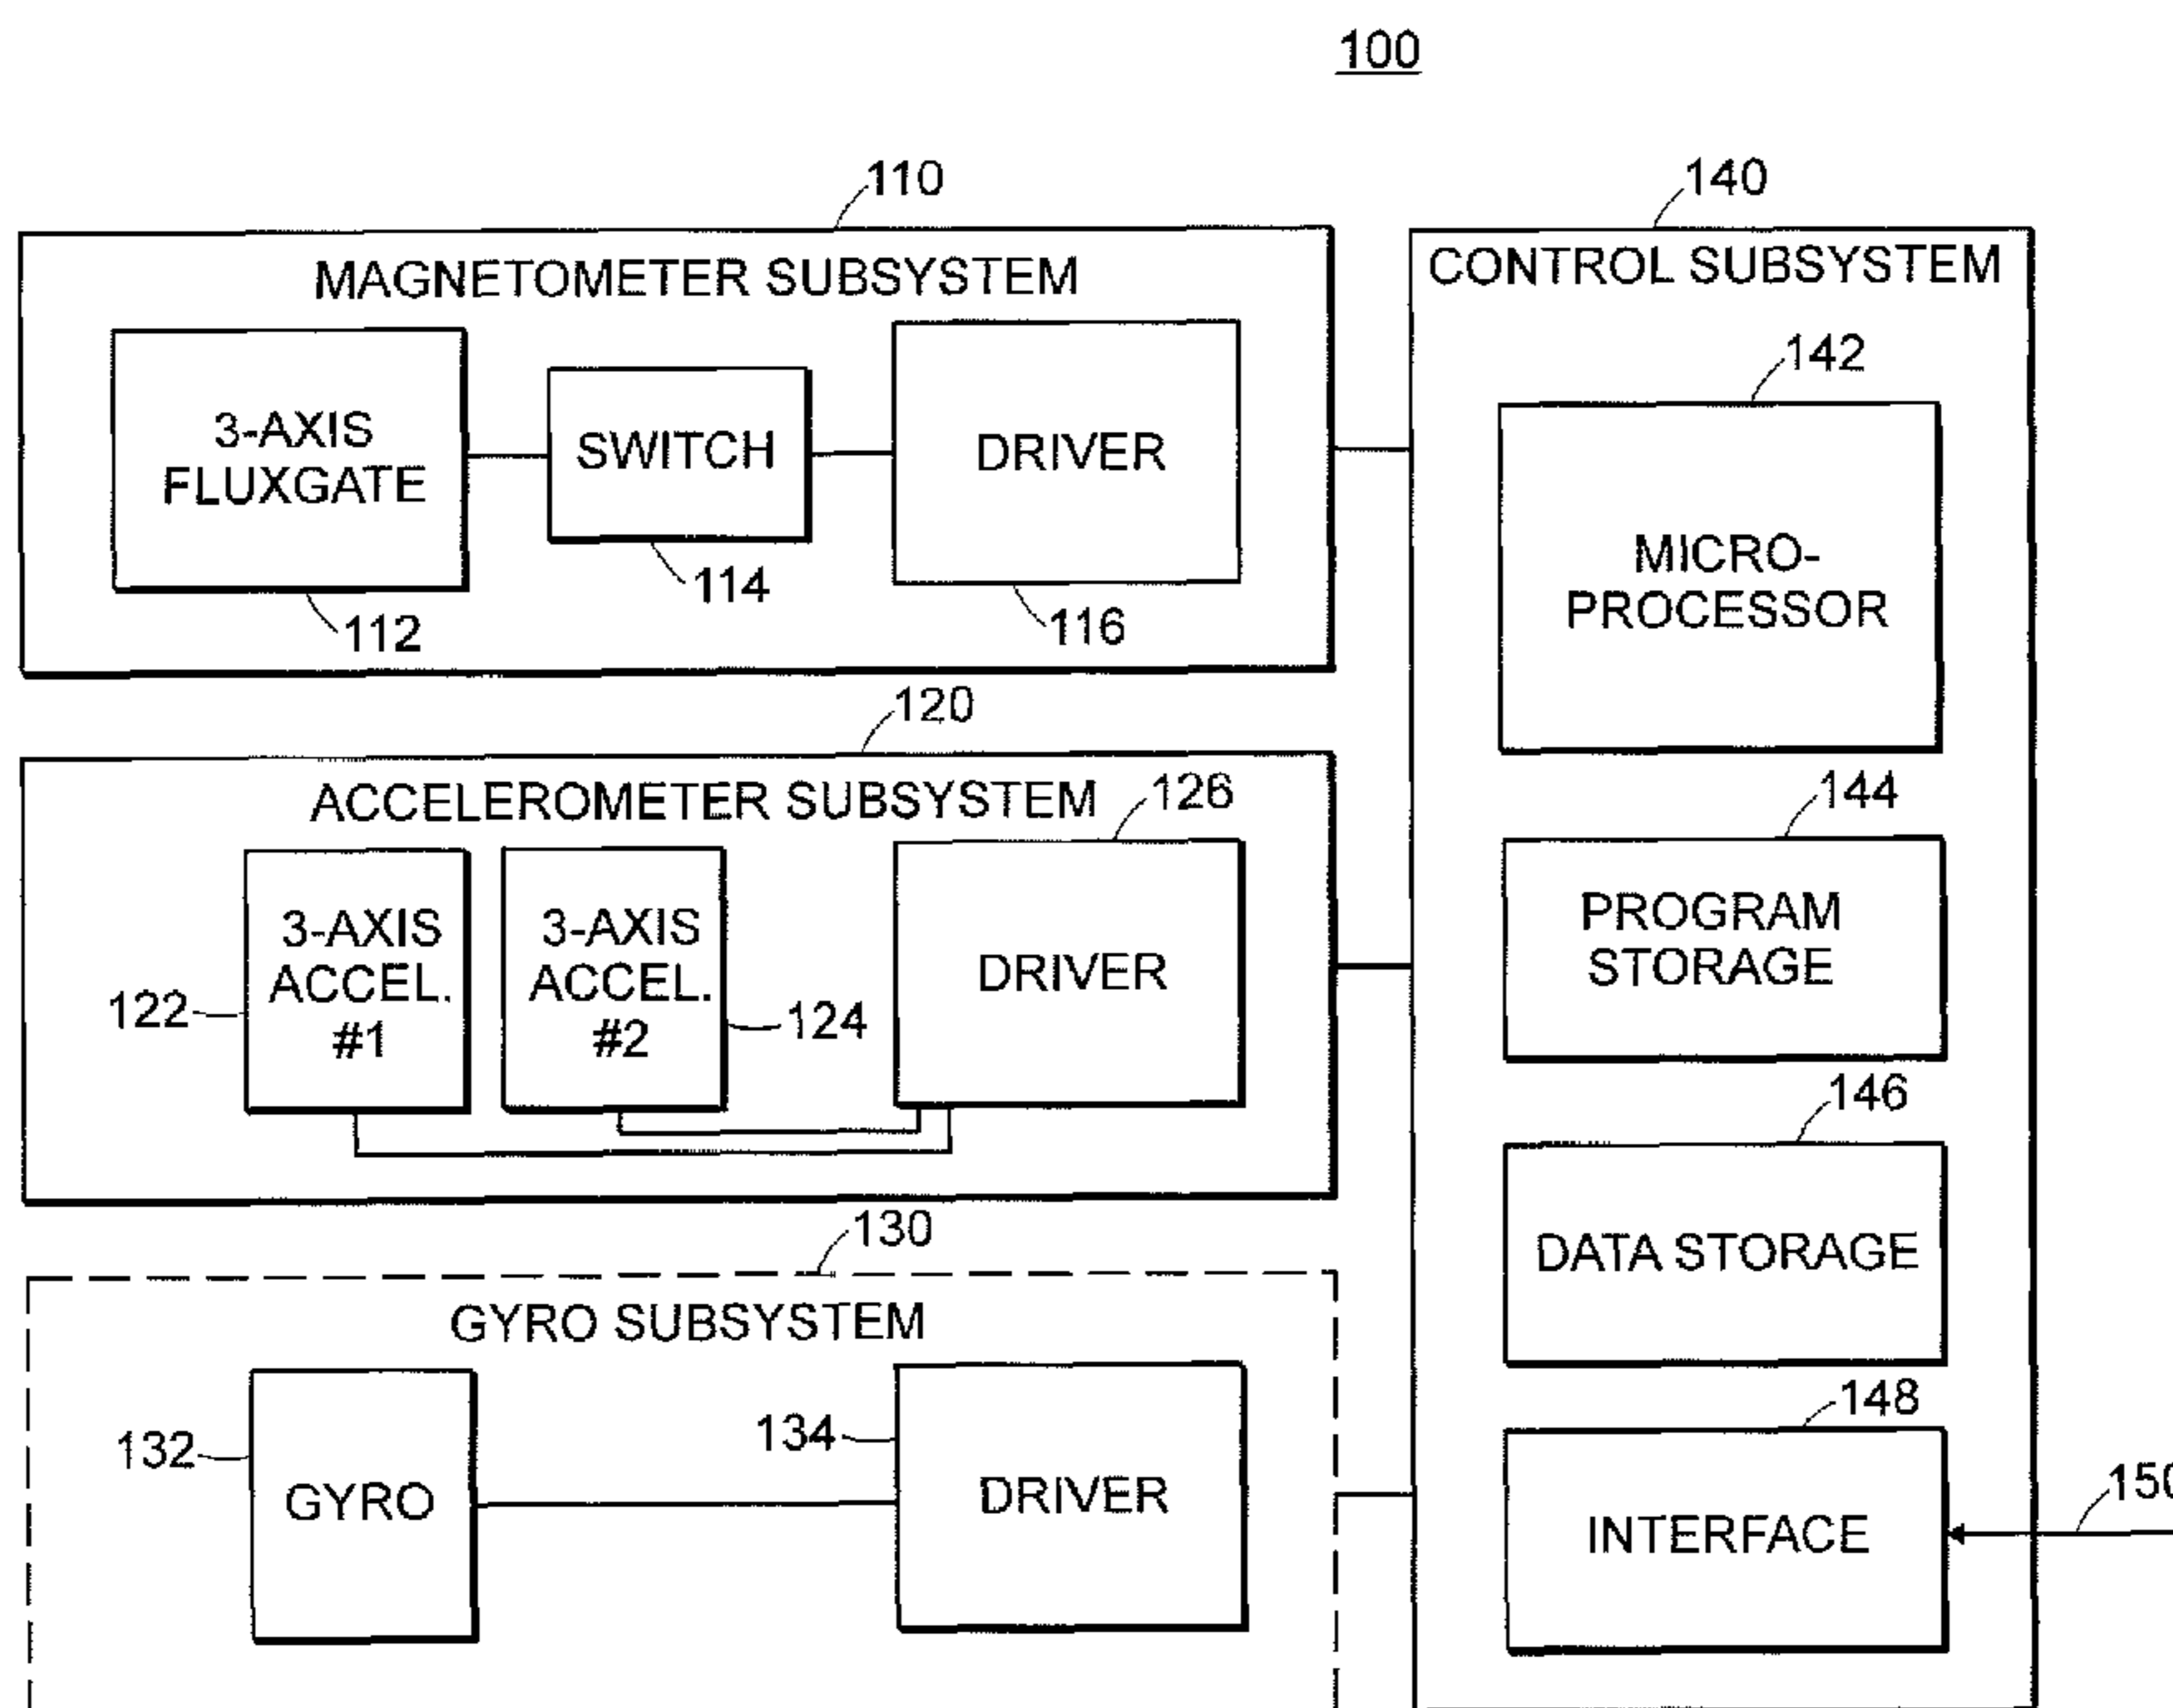 100
110
MAGNETOMETER SUBSYSTEM
3-AXIS
FLUXGATE
SWITCH
DRIVER
112
114
116
120
ACCELEROMETER SUBSYSTEM
126
3-AXIS
ACCEL.
#1
3-AXIS
ACCEL.
#2
DRIVER
122
124
130
GYRO SUBSYSTEM
132
GYRO
134
DRIVER
140
CONTROL SUBSYSTEM
142
MICRO-
PROCESSOR
144
PROGRAM
STORAGE
146
DATA STORAGE
148
INTERFACE
150